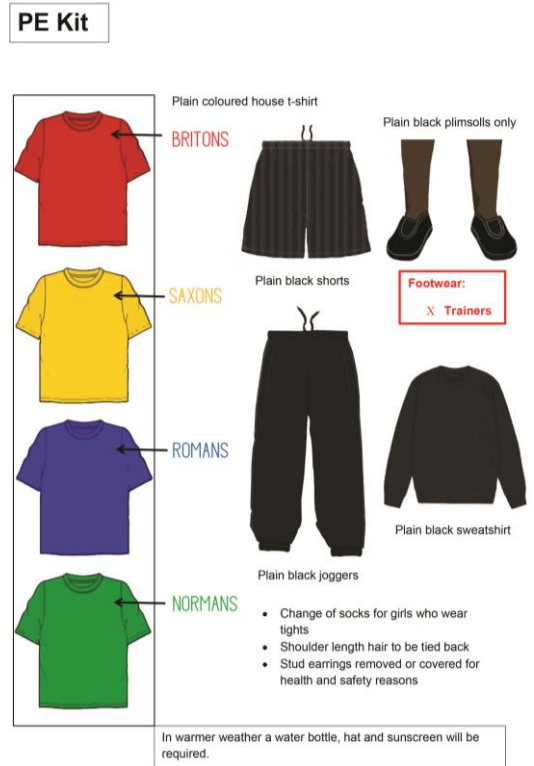 PE Kit
Plain coloured house t-shirt
BRITONS
SAXONS
ROMANS
NORMANS
Plain black plimsolls only
Plain black shorts
Footwear:
X Trainers
Plain black sweatshirt
Plain black joggers
• Change of socks for girls who wear
tights
• Shoulder length hair to be tied back
• Stud earrings removed or covered for
health and safety reasons
In warmer weather a water bottle, hat and sunscreen will be
required.